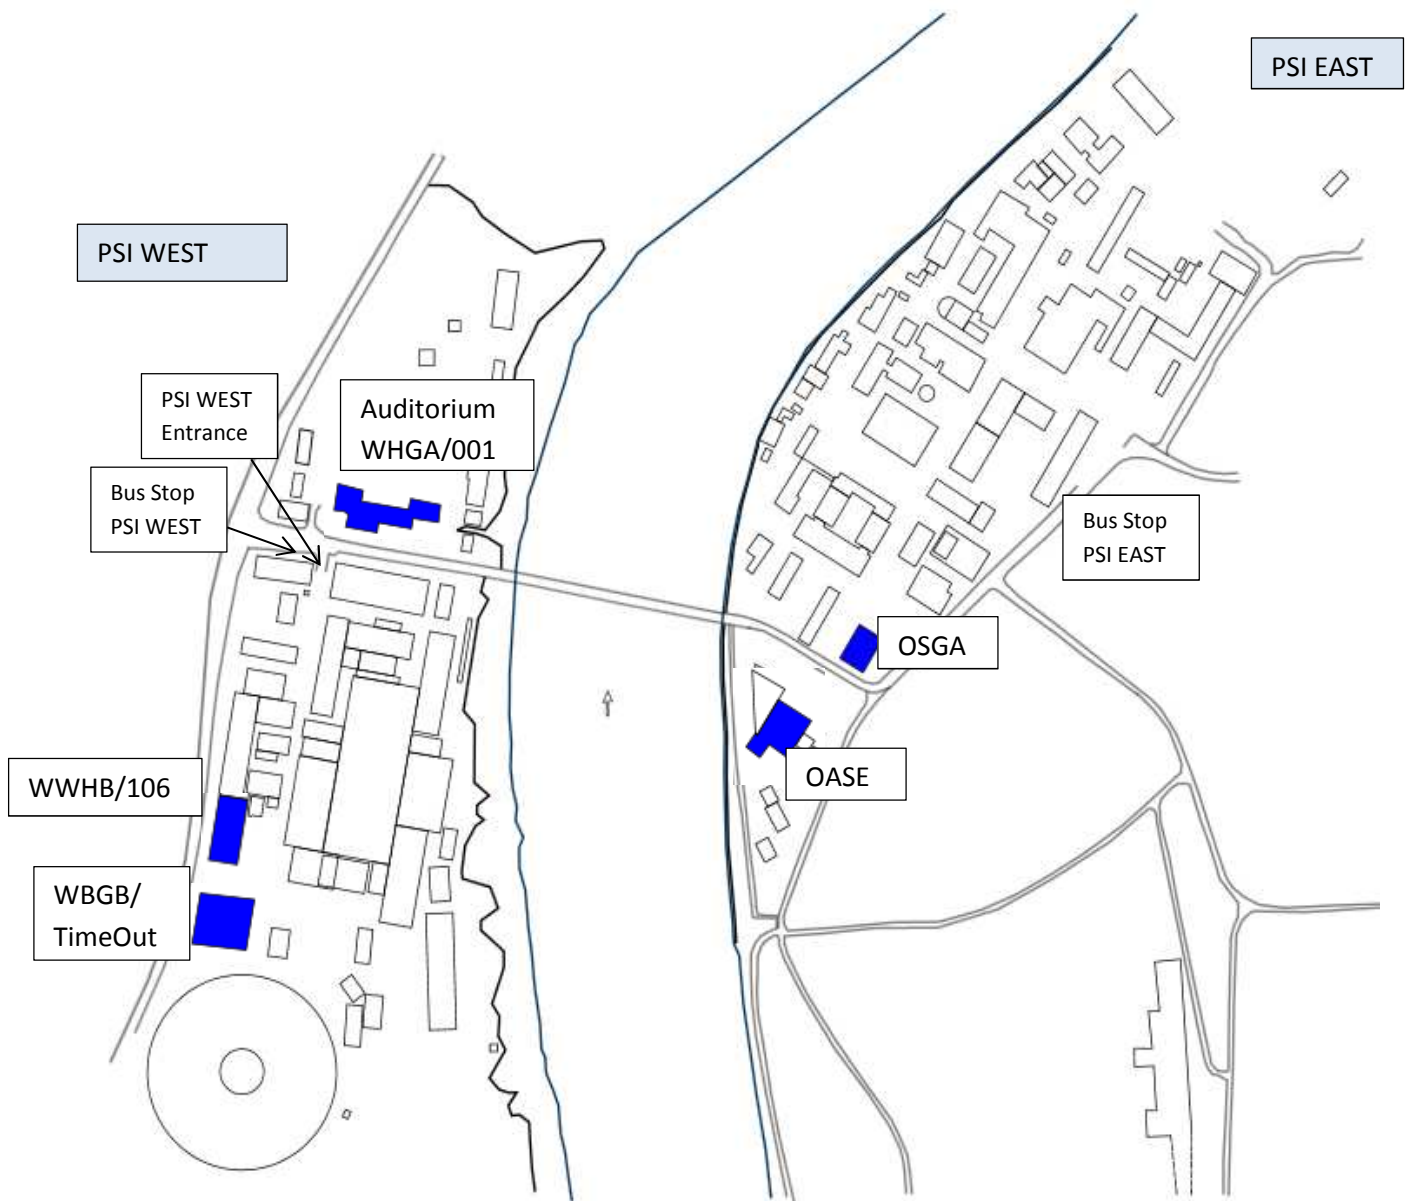 PSI EAST
PSI WEST
PSI WEST
Entrance
Auditorium
WHGA/001
Bus Stop
PSI WEST
Bus Stop
PSI EAST
OSGA
OASE
WWHB/106
WBGB/
TimeOut